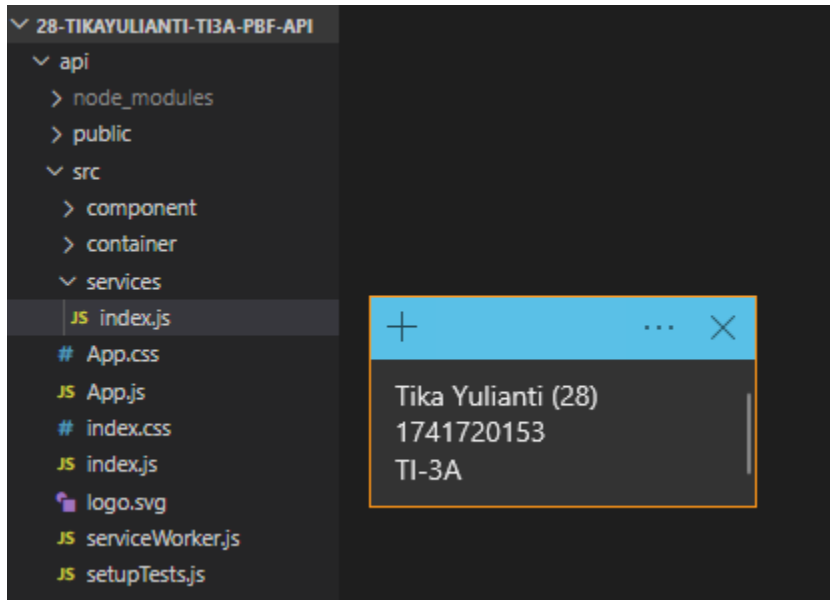 28-TIKAYULIANTI-TI3A-PBF-API
api
node_modules
public
src
component
container
services
JS index.js
# App.css
JS App.js
# index.css
JS index.js
logo.svg
JS serviceWorker.js
JS setupTests.js
Tika Yulianti (28)
1741720153
TI-3A